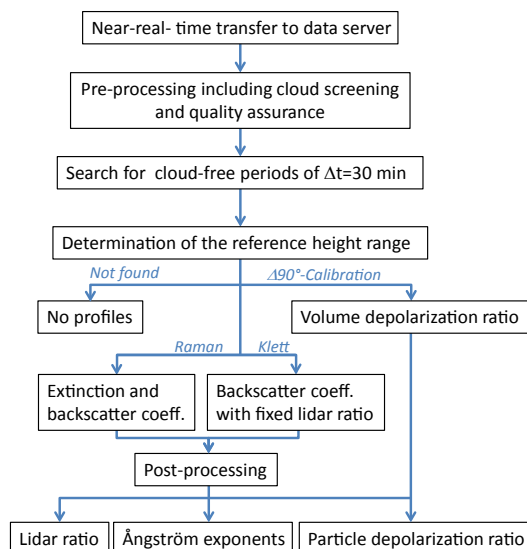 Near-real- time transfer to data server
Pre-processing including cloud screening
and quality assurance
Search for cloud-free periods of Δt=30 min
Determination of the reference height range
Not found
Δ90°-Calibration
No profiles
Volume depolarization ratio
Raman
Klett
Extinction and
backscatter coeff.
Backscatter coeff.
with fixed lidar ratio
Post-processing
Lidar ratio
Ångström exponents
Particle depolarization ratio